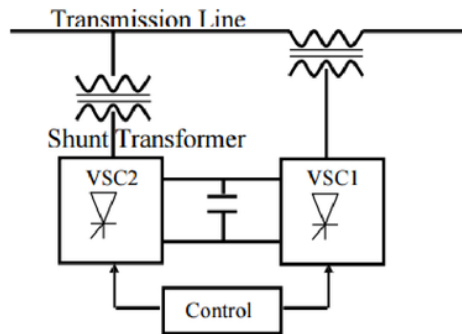 Transmission Line
Shunt Transformer
VSC2
VSC1
Control